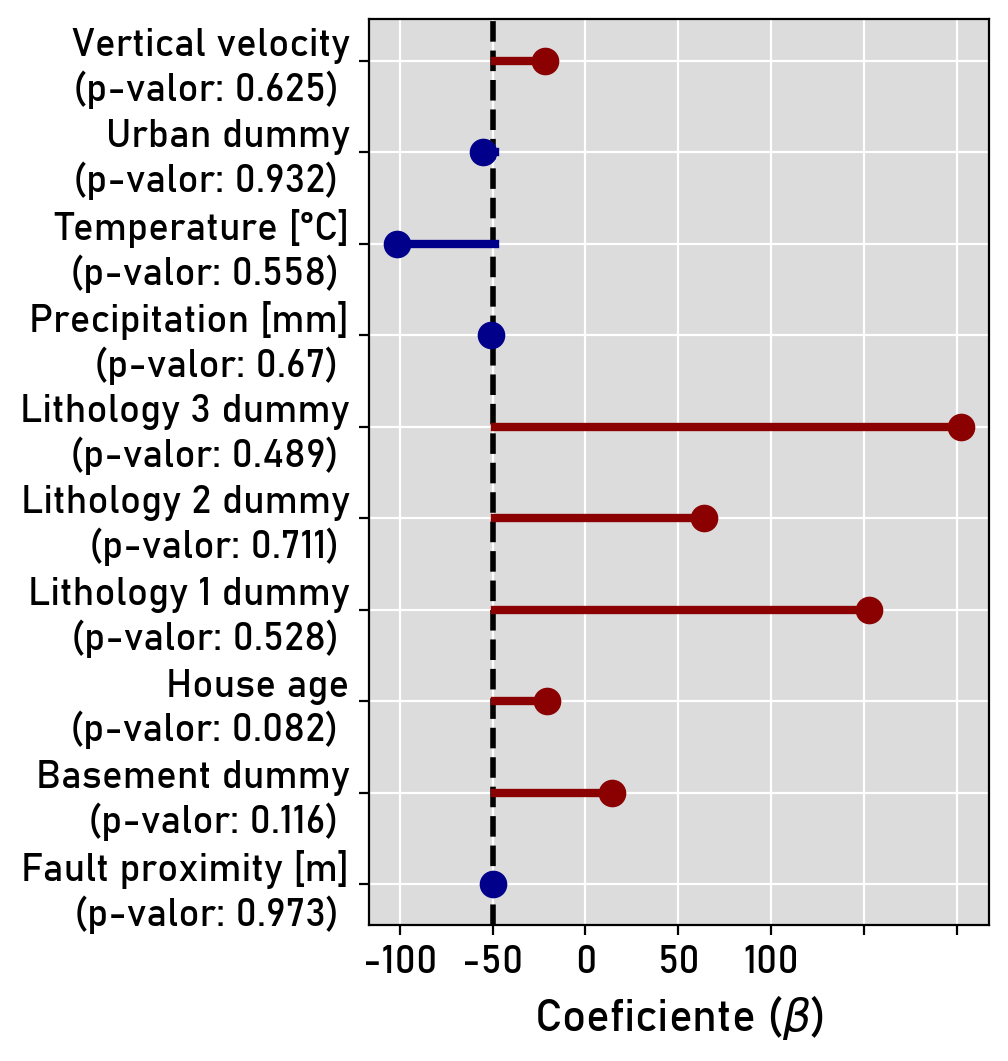 Vertical velocity
(p-valor: 0.625)
Urban dummy
(p-valor: 0.932)
Temperature [°C]
(p-valor: 0.558)
Precipitation [mm]
(p-valor: 0.67)
Lithology 3 dummy
(p-valor: 0.489)
Lithology 2 dummy
(p-valor: 0.711)
Lithology 1 dummy
(p-valor: 0.528)
House age
(p-valor: 0.082)
Basement dummy
(p-valor: 0.116)
Fault proximity [m]
(p-valor: 0.973)
-100 -50 0 50 100
Coeficiente (β)